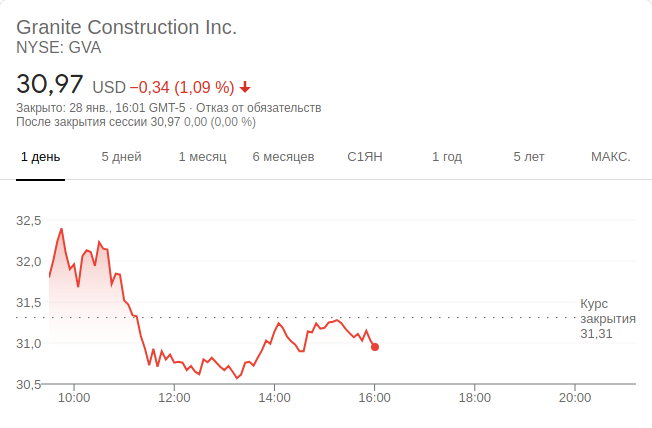 Granite Construction Inc.
NYSE: GVA
30,97 USD −0,34 (1,09 %)
Закрыто: 28 янв., 16:01 GMT-5 · Отказ от обязательств
После закрытия сессии 30,97 0,00 (0,00 %)
1 день 5 дней 1 месяц 6 месяцев С1ЯН 1 год 5 лет МАКС.
32,5
32,0
31,5
31,0
30,5
Курс
закрытия
31,31
10:00 12:00 14:00 16:00 18:00 20:00